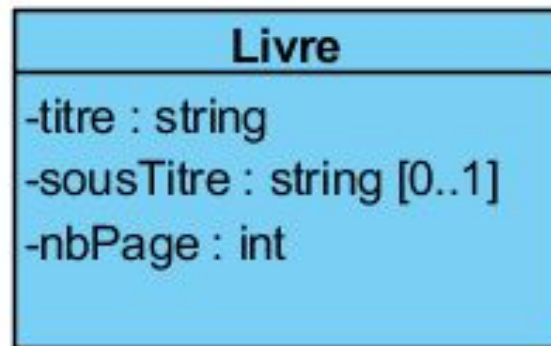 Livre
-titre : string
-sousTitre : string [0..1]
-nbPage : int